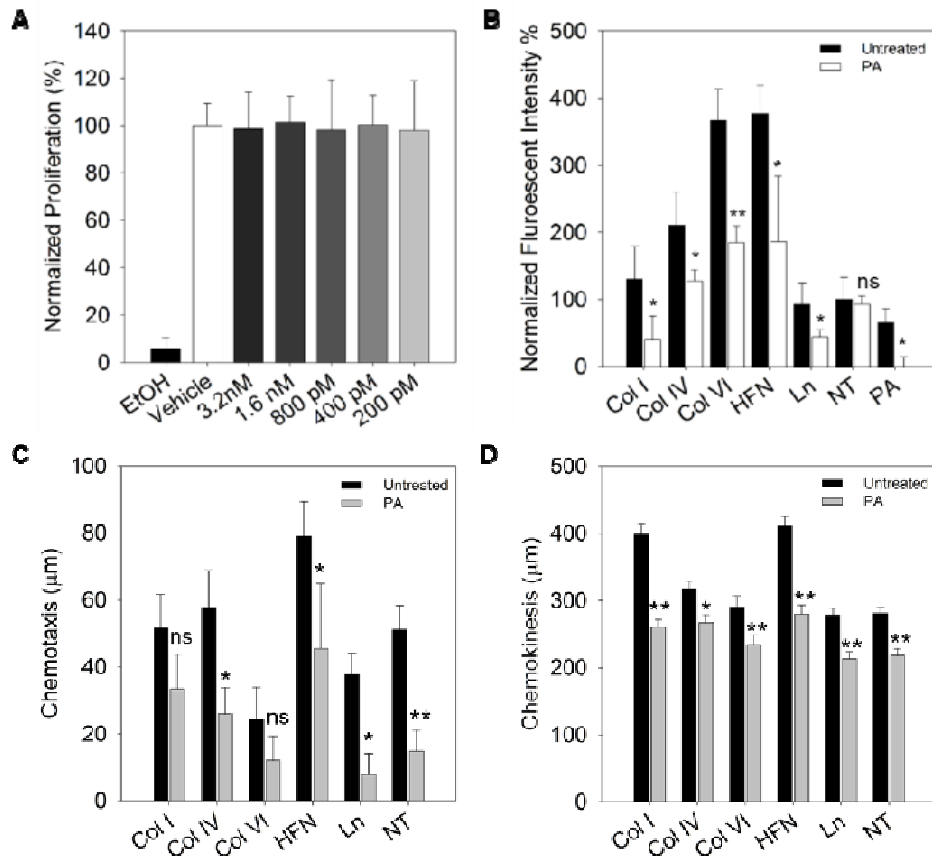 A
Normalized Proliferation (%)
140
120
100
80
60
40
20
0
EtOH
Vehicle
3.2nM
1.6 nM
800 pM
400 pM
200 pM
B
Normalized Fluroescent Intensity %
500
400
300
200
100
0
Untreated
PA
*
*
**
*
*
ns
*
Col I
Col IV
Col VI
HFN
Ln
NT
PA
C
Chemotaxis (μm)
100
80
60
40
20
0
Untreated
PA
ns
*
ns
*
*
**
Col I
Col IV
Col VI
HFN
Ln
NT
D
Chemokinesis (μm)
500
400
300
200
100
0
Untreated
PA
**
*
**
**
**
**
Col I
Col IV
Col VI
HFN
Ln
NT